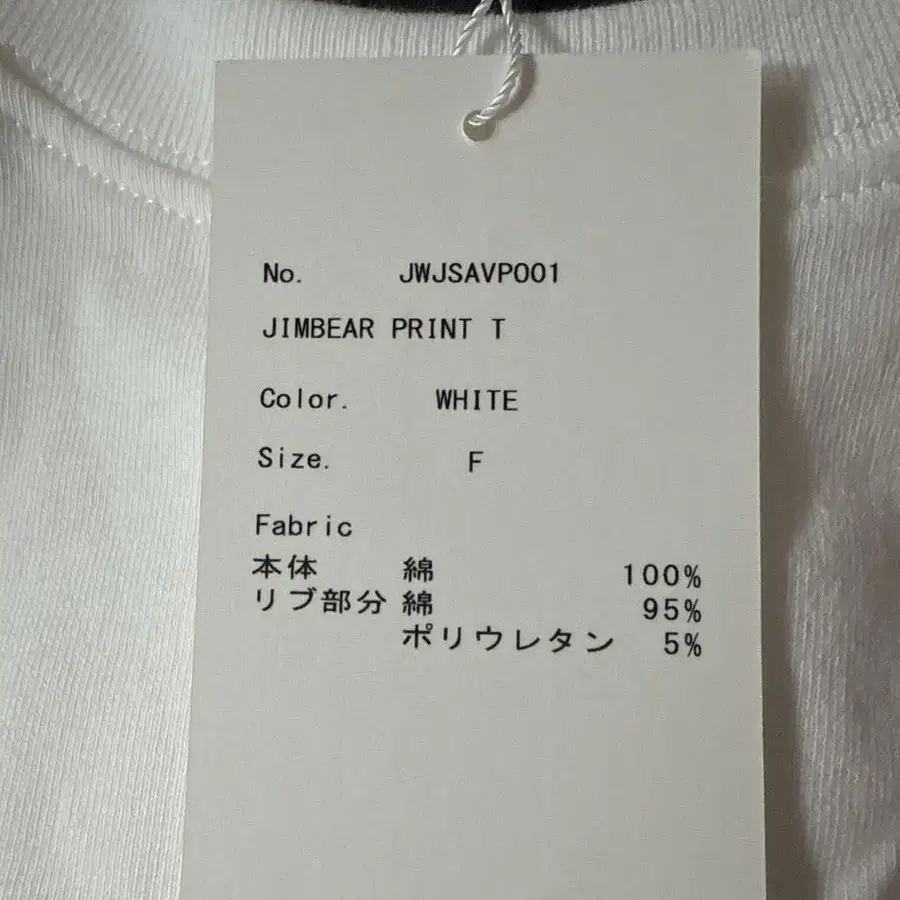 No. JWJSAVP001
JIMBEAR PRINT T
Color. WHITE
Size. F
Fabric
本体 綿 100%
リブ部分 綿 95%
ポリウレタン 5%